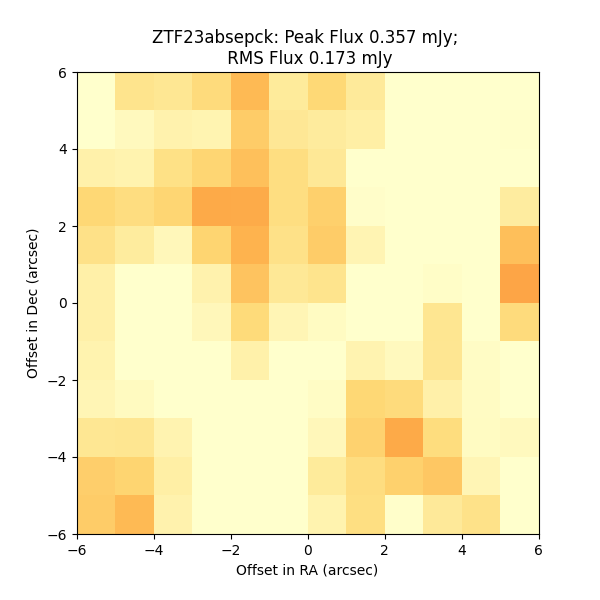 ZTF23absepck: Peak Flux 0.357 mJy;
RMS Flux 0.173 mJy
6
4
2
0
−2
−4
−6
Offset in Dec (arcsec)
−6 −4 −2 0 2 4 6
Offset in RA (arcsec)